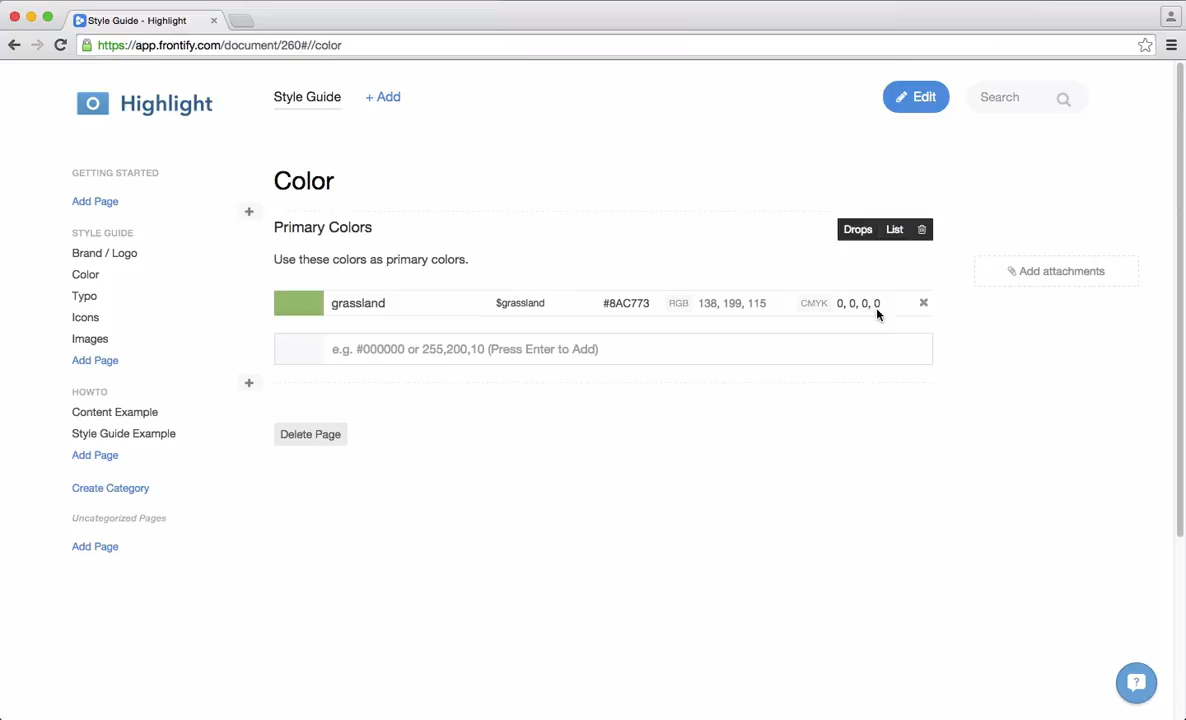 Style Guide - Highlight
https://app.frontify.com/document/260#//color
Highlight
Style Guide
+ Add
Edit
Search
GETTING STARTED
Add Page
STYLE GUIDE
Brand / Logo
Color
Typo
Icons
Images
Add Page
HOWTO
Content Example
Style Guide Example
Add Page
Create Category
Uncategorized Pages
Add Page
Color
Primary Colors
Drops List
Use these colors as primary colors.
grassland $grassland #8AC773 RGB 138, 199, 115 CMYK 0, 0, 0, 0
e.g. #000000 or 255,200,10 (Press Enter to Add)
Delete Page
Add attachments
?